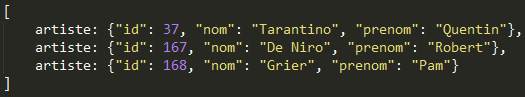 [
    artiste: {"id": 37, "nom": "Tarantino", "prenom": "Quentin"},
    artiste: {"id": 167, "nom": "De Niro", "prenom": "Robert"},
    artiste: {"id": 168, "nom": "Grier", "prenom": "Pam"}
]